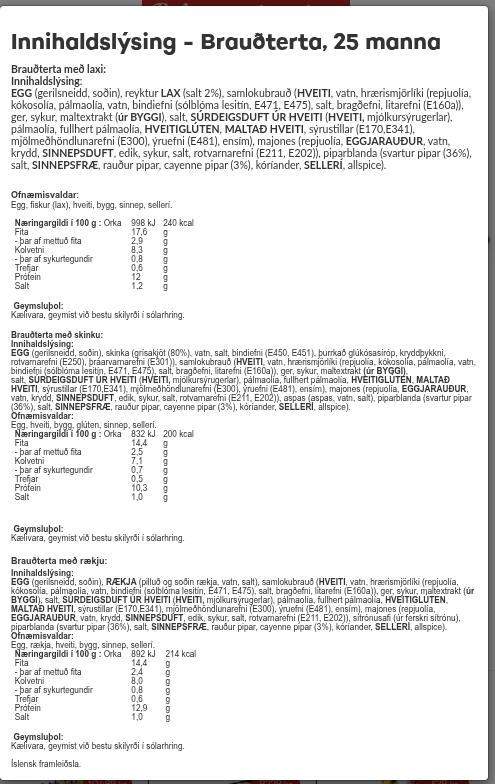 Innihaldslýsing - Brauðterta, 25 manna
Brauðterta með laxi:
Innihaldslýsing:
EGG (gerilsneidd, soðin), reyktur LAX (salt 2%), samlokubrauð (HVEITI, vatn, hrærismjörlíki (repjuolía,
kókosolía, pálmaolía, vatn, bindiefni (sólblóma lesitín, E471, E475), salt, bragðefni, litarefni (E160a)),
ger, sykur, maltextrakt (úr BYGGI), salt, SÚRDEIGSDUFT ÚR HVEITI (HVEITI, mjólkursýrugerlar),
pálmaolía, fullhert pálmaolía, HVEITIGLÚTEN, MALTAÐ HVEITI, sýrustillar (E170,E341),
mjölmeðhöndlunarefni (E300), ýruefni (E481), ensím), majones (repjuolía, EGGJARAUÐUR, vatn,
krydd, SINNEPSDUFT, edik, sykur, salt, rotvarnarefni (E211, E202)), piparblanda (svartur pipar (36%),
salt, SINNEPSFRÆ, rauður pipar, cayenne pipar (3%), kóríander, SELLERÍ, allspice).
Ofnæmisvaldar:
Egg, fiskur (lax), hveiti, bygg, sinnep, sellerí.
Næringargildi í 100 g : Orka 998 kJ 240 kcal
Fita 17,6 g
- þar af mettuð fita 2,9 g
Kolvetni 8,3 g
- þar af sykurtegundir 0,8 g
Trefjar 0,6 g
Prótein 12 g
Salt 1,2 g
Geymsluþol:
Kælivara, geymist við bestu skilyrði í sólarhring.
Brauðterta með skinku:
Innihaldslýsing:
EGG (gerilsneidd, soðin), skinka (grísakjöt (80%), vatn, salt, bindiefni (E450, E451), þurrkað glúkósasíróp, kryddþykkni,
rotvarnarefni (E250), þráavarnarefni (E301)), samlokubrauð (HVEITI, vatn, hrærismjörlíki (repjuolía, kókosolía, pálmaolía, vatn,
bindiefni (sólblóma lesitín, E471, E475), salt, bragðefni, litarefni (E160a)), ger, sykur, maltextrakt (úr BYGGI),
salt, SÚRDEIGSDUFT ÚR HVEITI (HVEITI, mjólkursýrugerlar), pálmaolía, fullhert pálmaolía, HVEITIGLÚTEN, MALTAÐ
HVEITI, sýrustillar (E170,E341), mjölmeðhöndlunarefni (E300), ýruefni (E481), ensím), majones (repjuolía, EGGJARAUÐUR,
vatn, krydd, SINNEPSDUFT, edik, sykur, salt, rotvarnarefni (E211, E202)), aspas (aspas, vatn, salt), piparblanda (svartur pipar
(36%), salt, SINNEPSFRÆ, rauður pipar, cayenne pipar (3%), kóríander, SELLERÍ, allspice).
Ofnæmisvaldar:
Egg, hveiti, bygg, glúten, sinnep, sellerí.
Næringargildi í 100 g : Orka 832 kJ 200 kcal
Fita 14,4 g
- þar af mettuð fita 2,5 g
Kolvetni 7,1 g
- þar af sykurtegundir 0,7 g
Trefjar 0,5 g
Prótein 10,3 g
Salt 1,0 g
Geymsluþol:
Kælivara, geymist við bestu skilyrði í sólarhring.
Brauðterta með rækju:
Innihaldslýsing:
EGG (gerilsneidd, soðin), RÆKJA (pilluð og soðin rækja, vatn, salt), samlokubrauð (HVEITI, vatn, hrærismjörlíki (repjuolía,
kókosolía, pálmaolía, vatn, bindiefni (sólblóma lesitín, E471, E475), salt, bragðefni, litarefni (E160a)), ger, sykur, maltextrakt (úr
BYGGI), salt, SÚRDEIGSDUFT ÚR HVEITI (HVEITI, mjólkursýrugerlar), pálmaolía, fullhert pálmaolía, HVEITIGLÚTEN,
MALTAÐ HVEITI, sýrustillar (E170,E341), mjölmeðhöndlunarefni (E300), ýruefni (E481), ensím), majones (repjuolía,
EGGJARAUÐUR, vatn, krydd, SINNEPSDUFT, edik, sykur, salt, rotvarnarefni (E211, E202)), sítrónusafi (úr ferskri sítrónu),
piparblanda (svartur pipar (36%), salt, SINNEPSFRÆ, rauður pipar, cayenne pipar (3%), kóríander, SELLERÍ, allspice).
Ofnæmisvaldar:
Egg, rækja, hveiti, bygg, sinnep, sellerí.
Næringargildi í 100 g : Orka 892 kJ 214 kcal
Fita 14,4 g
- þar af mettuð fita 2,4 g
Kolvetni 8,0 g
- þar af sykurtegundir 0,8 g
Trefjar 0,6 g
Prótein 12,9 g
Salt 1,0 g
Geymsluþol:
Kælivara, geymist við bestu skilyrði í sólarhring.
Íslensk framleiðsla.